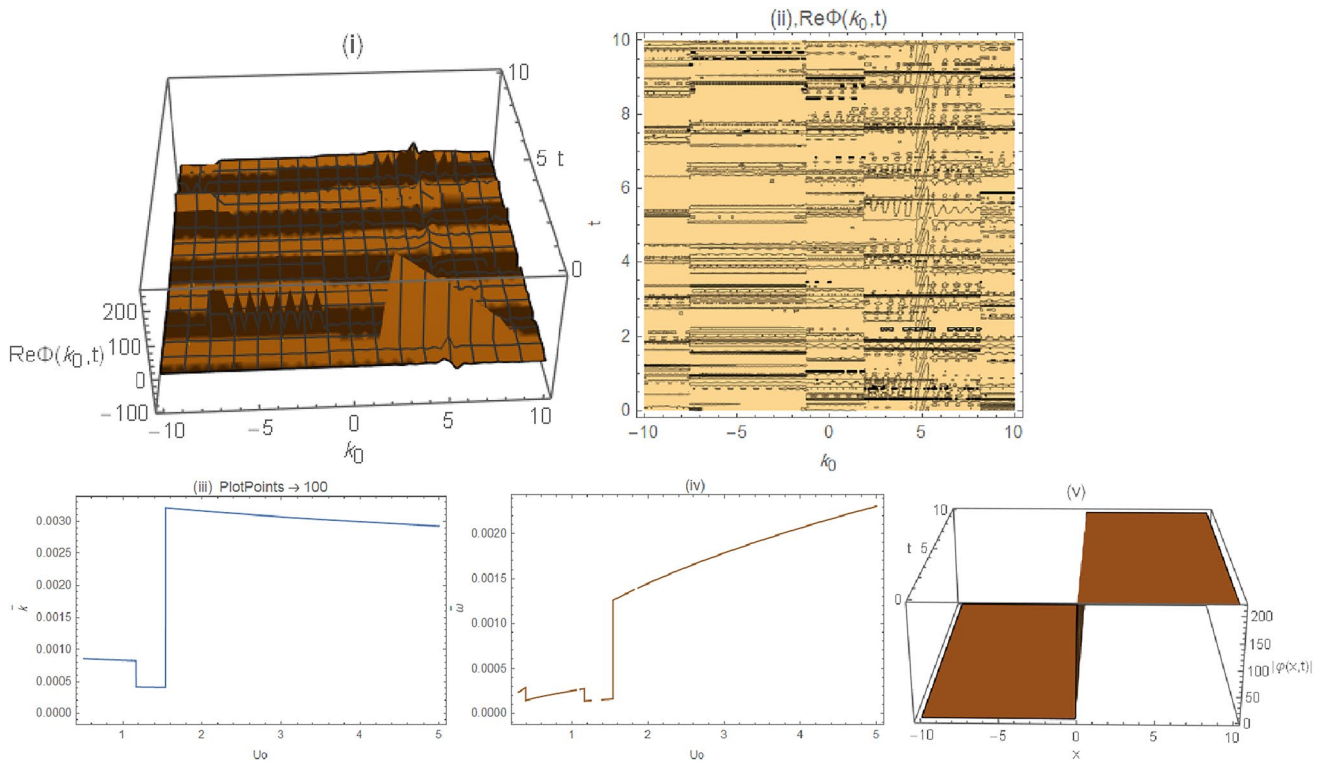 (i)
10
5 t
0
200
100
0
−100
ReΦ(k0,t)
−10 −5 0 5 10
k0
(ii),ReΦ(k0,t)
10
8
6
4
2
0
t
−10 −5 0 5 10
k0
(iii) PlotPoints → 100
0.0030
0.0025
0.0020
0.0015
0.0010
0.0005
0.0000
k̄
1 2 3 4 5
Uo
(iv)
0.0020
0.0015
0.0010
0.0005
0.0000
ω̄
1 2 3 4 5
Uo
(v)
10
t 5
0
200
150
100
50
0
|φ(x,t)|
−10 −5 0 5 10
x